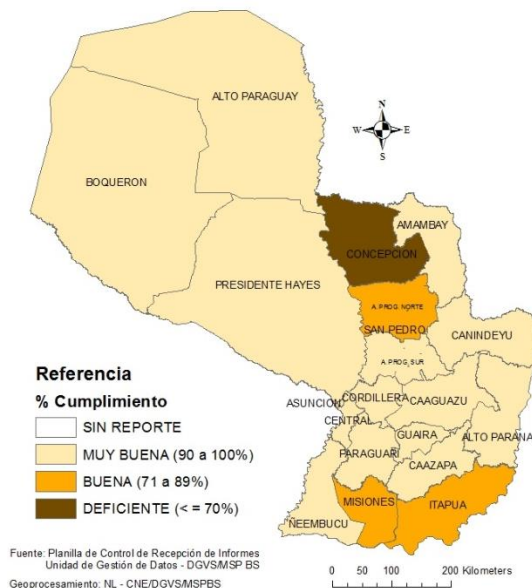 ALTO PARAGUAY
N
W E
S
BOQUERON
AMAMBAY
CONCEPCION
PRESIDENTE HAYES
A. PROG. NORTE
SAN PEDRO
CANINDEYU
A. PROG. SUR
Referencia
% Cumplimiento
SIN REPORTE
MUY BUENA (90 a 100%)
BUENA (71 a 89%)
DEFICIENTE (< = 70%)
ASUNCION
CORDILLERA
CENTRAL
CAAGUAZU
GUAIRA
ALTO PARANA
PARAGUARI
CAAZAPA
MISIONES
ITAPUA
ÑEEMBUCU
Fuente: Planilla de Control de Recepción de Informes
Unidad de Gestión de Datos - DGVS/MSP BS
Geoprocesamiento: NL - CNE/DGVS/MSPBS
0 50 100 200 Kilometers